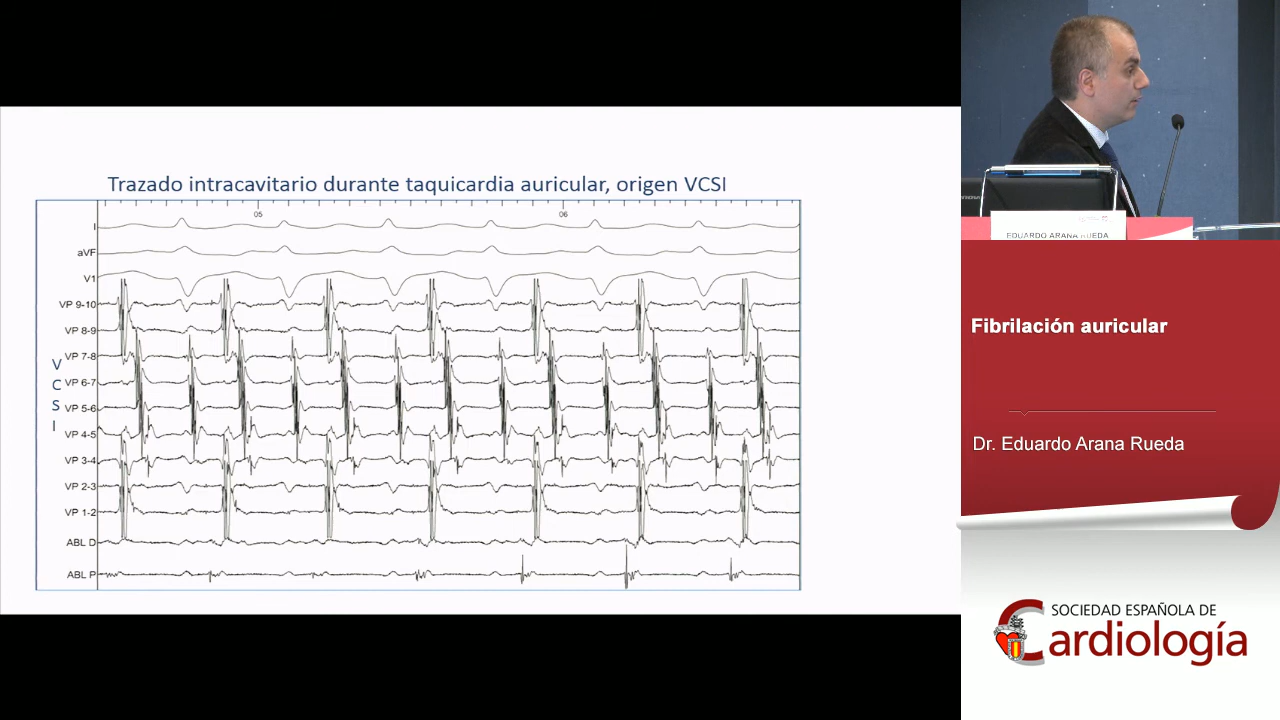 Trazado intracavitario durante taquicardia auricular, origen VCSI
05 06
I
aVF
V1
VP 9-10
VP 8-9
VP 7-8
VP 6-7
VP 5-6
VP 4-5
VP 3-4
VP 2-3
VP 1-2
ABL D
ABL P
V
C
S
I
EDUARDO ARANA RUEDA
Fibrilación auricular
Dr. Eduardo Arana Rueda
SOCIEDAD ESPAÑOLA DE
Cardiología